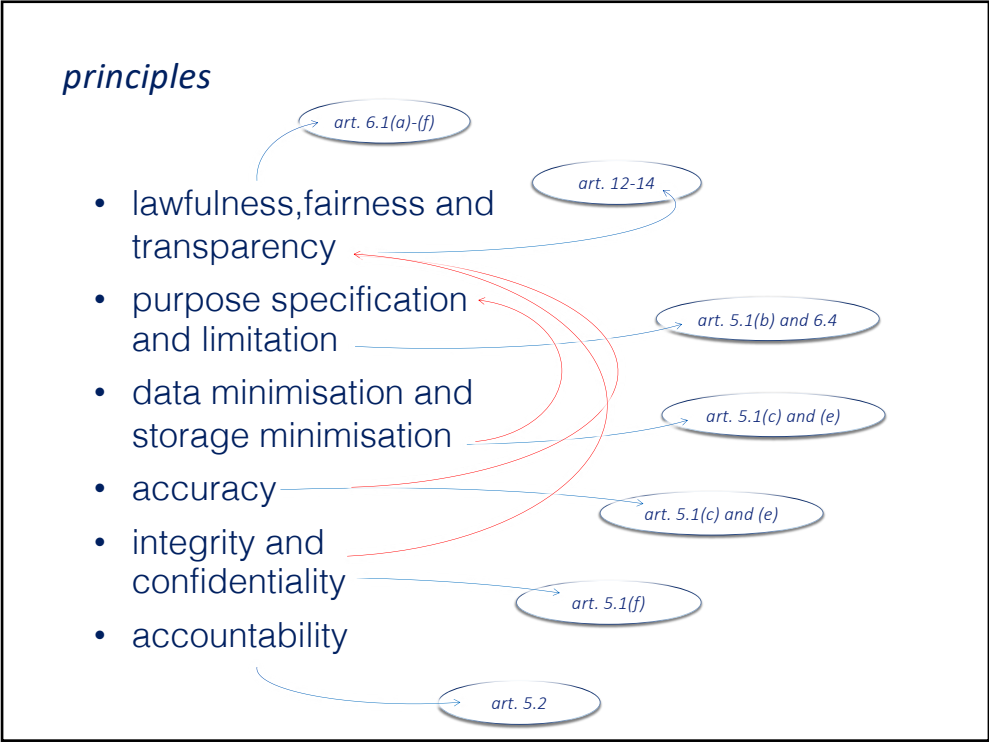 principles
art. 6.1(a)-(f)
art. 12-14
• lawfulness,fairness and
transparency
• purpose specification
and limitation
art. 5.1(b) and 6.4
• data minimisation and
storage minimisation
art. 5.1(c) and (e)
• accuracy
art. 5.1(c) and (e)
• integrity and
confidentiality
art. 5.1(f)
• accountability
art. 5.2